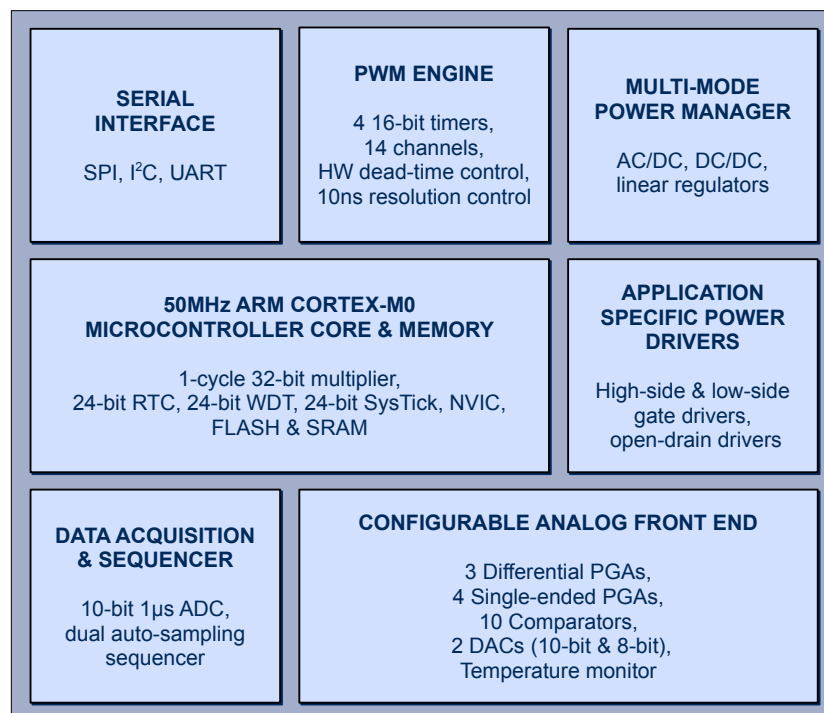 SERIAL
INTERFACE
SPI, I²C, UART
PWM ENGINE
4 16-bit timers,
14 channels,
HW dead-time control,
10ns resolution control
MULTI-MODE
POWER MANAGER
AC/DC, DC/DC,
linear regulators
50MHz ARM CORTEX-M0
MICROCONTROLLER CORE & MEMORY
1-cycle 32-bit multiplier,
24-bit RTC, 24-bit WDT, 24-bit SysTick, NVIC,
FLASH & SRAM
APPLICATION
SPECIFIC POWER
DRIVERS
High-side & low-side
gate drivers,
open-drain drivers
DATA ACQUISITION
& SEQUENCER
10-bit 1µs ADC,
dual auto-sampling
sequencer
CONFIGURABLE ANALOG FRONT END
3 Differential PGAs,
4 Single-ended PGAs,
10 Comparators,
2 DACs (10-bit & 8-bit),
Temperature monitor